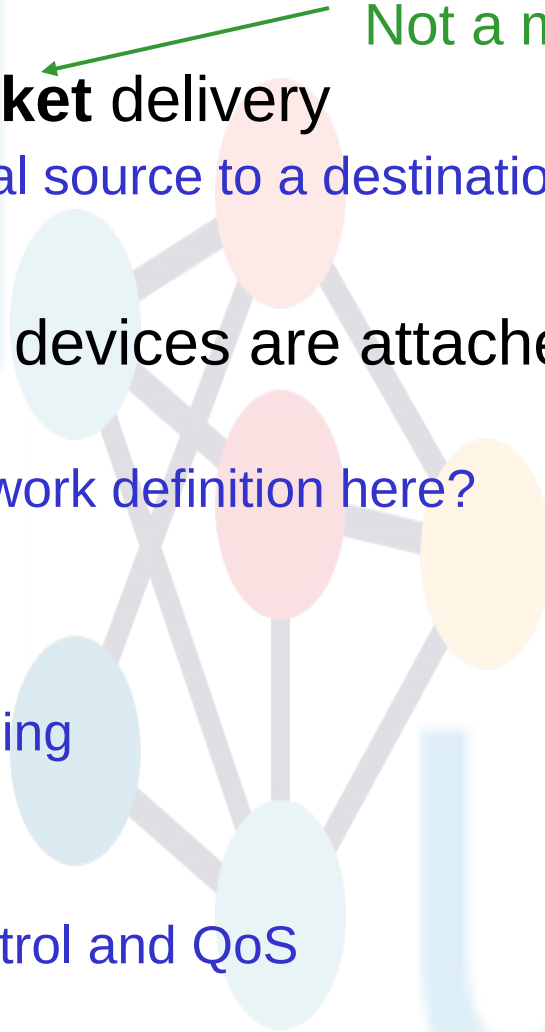 Not a m
ket delivery
al source to a destinatio
devices are attache
work definition here?
ing
trol and QoS